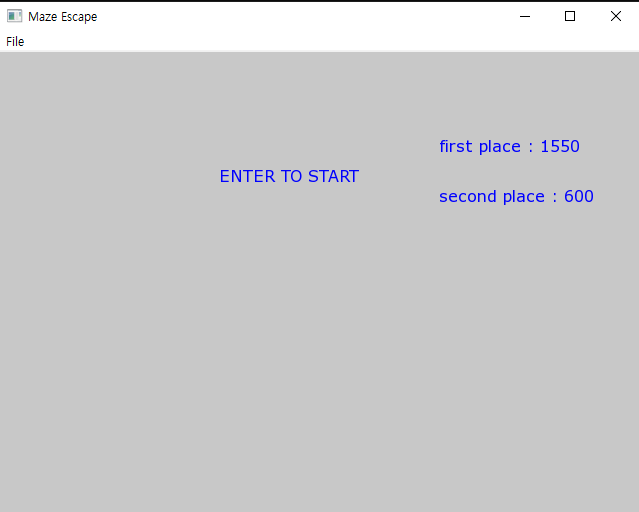 Maze Escape
File
first place : 1550
ENTER TO START
second place : 600